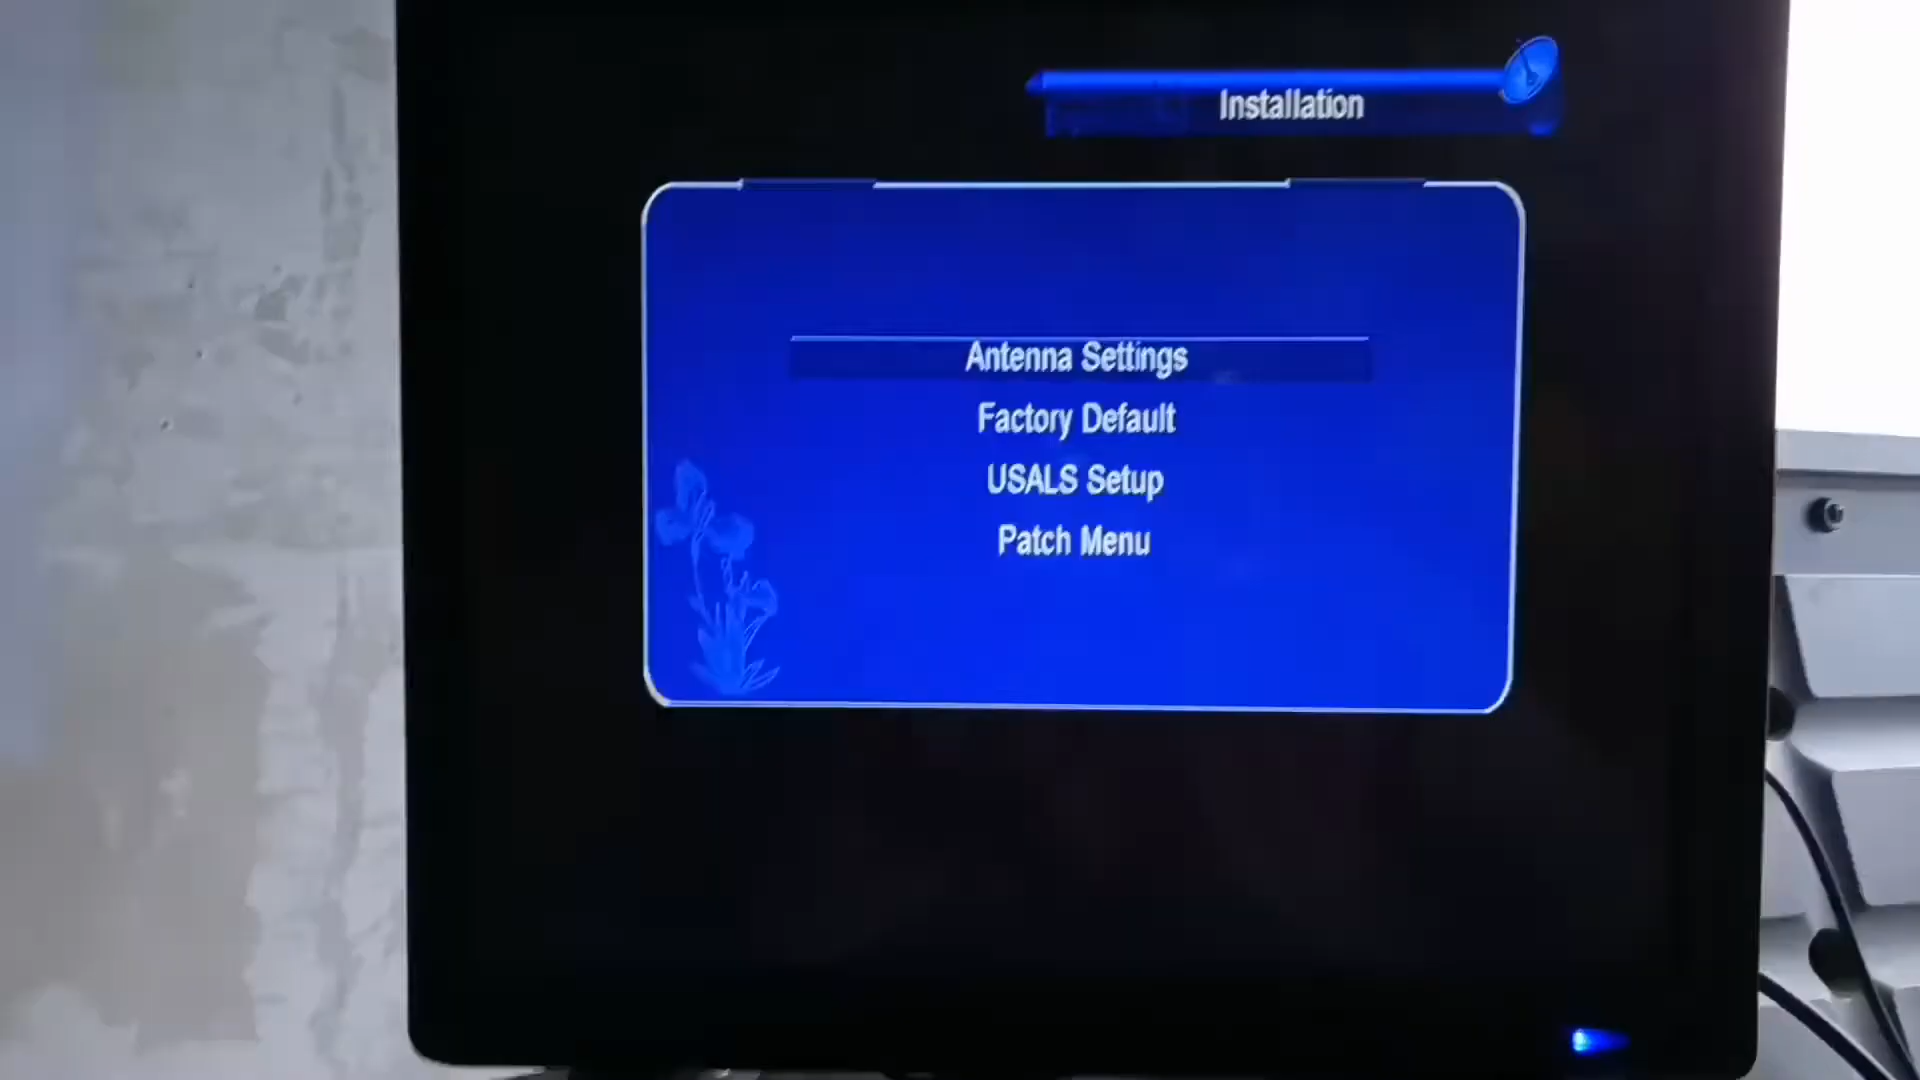 Installation
Antenna Settings
Factory Default
USALS Setup
Patch Menu